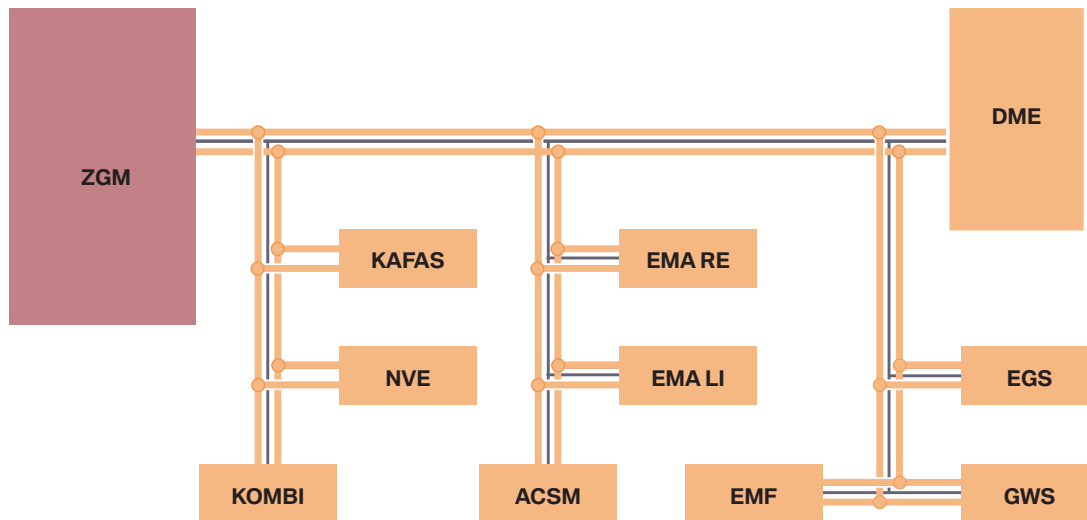 ZGM
DME
KAFAS
EMA RE
NVE
EMA LI
EGS
KOMBI
ACSM
EMF
GWS